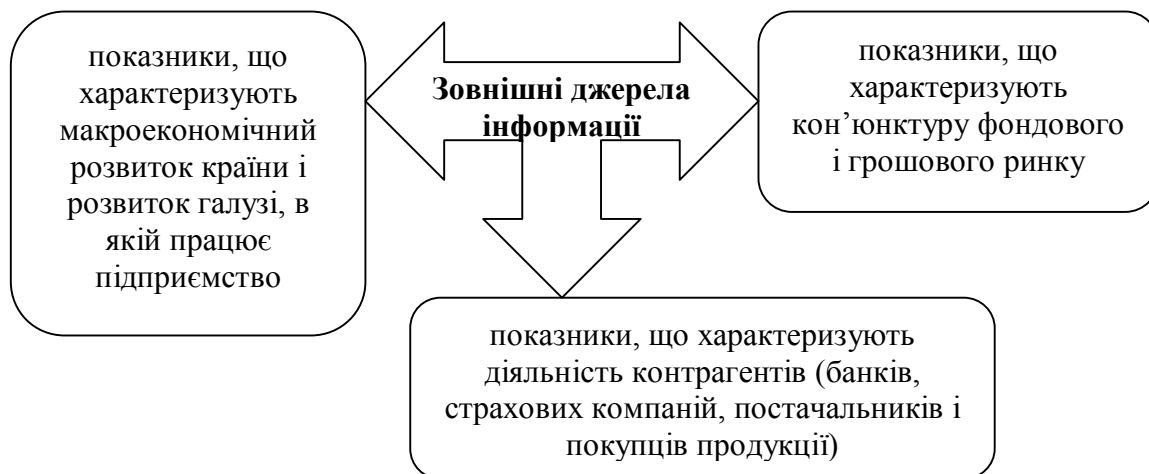 показники, що
характеризують
макроекономічний
розвиток країни і
розвиток галузі, в
якій працює
підприємство
Зовнішні джерела
інформації
показники, що
характеризують
кон’юнктуру фондового
і грошового ринку
показники, що характеризують
діяльність контрагентів (банків,
страхових компаній, постачальників і
покупців продукції)